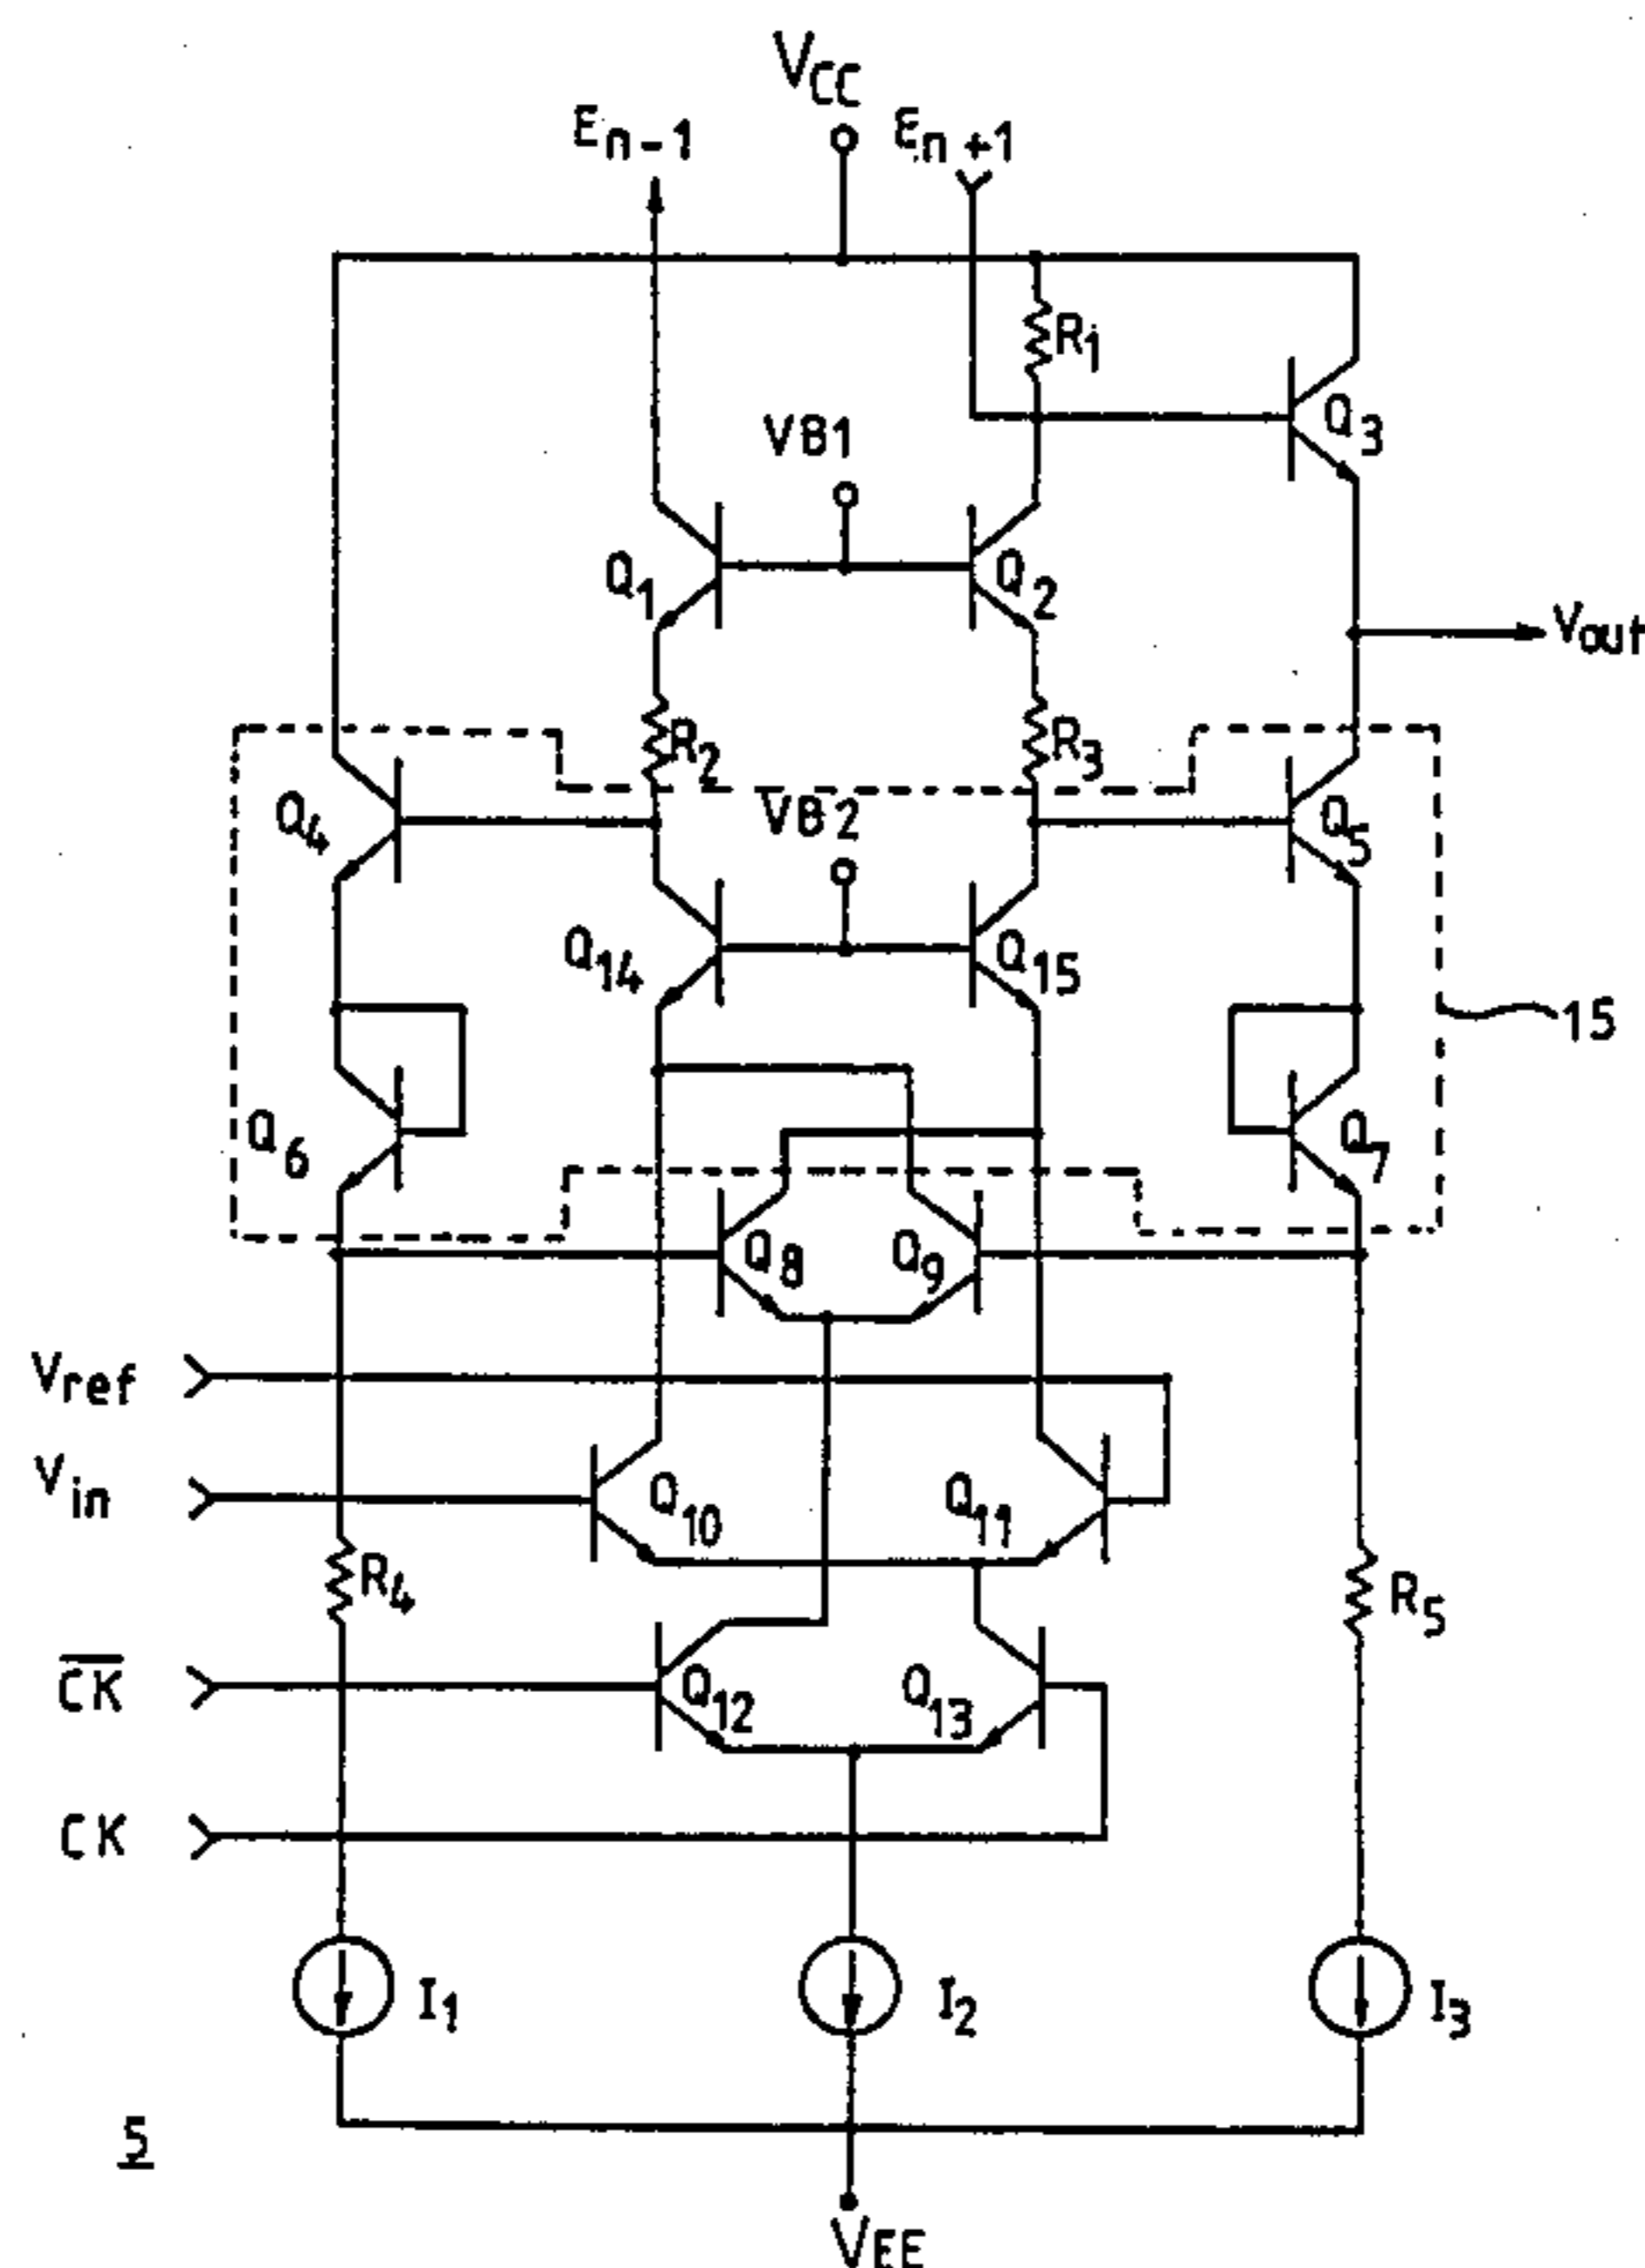 VCC
En-1
En+1
R1
Q3
VB1
Q1
Q2
Vout
R2
R3
Q4
VB2
Q5
Q14
Q15
15
Q6
Q7
Q8
Q9
Vref
Vin
Q10
Q11
R4
R5
CK
Q12
Q13
CK
I1
I2
I3
5
VEE